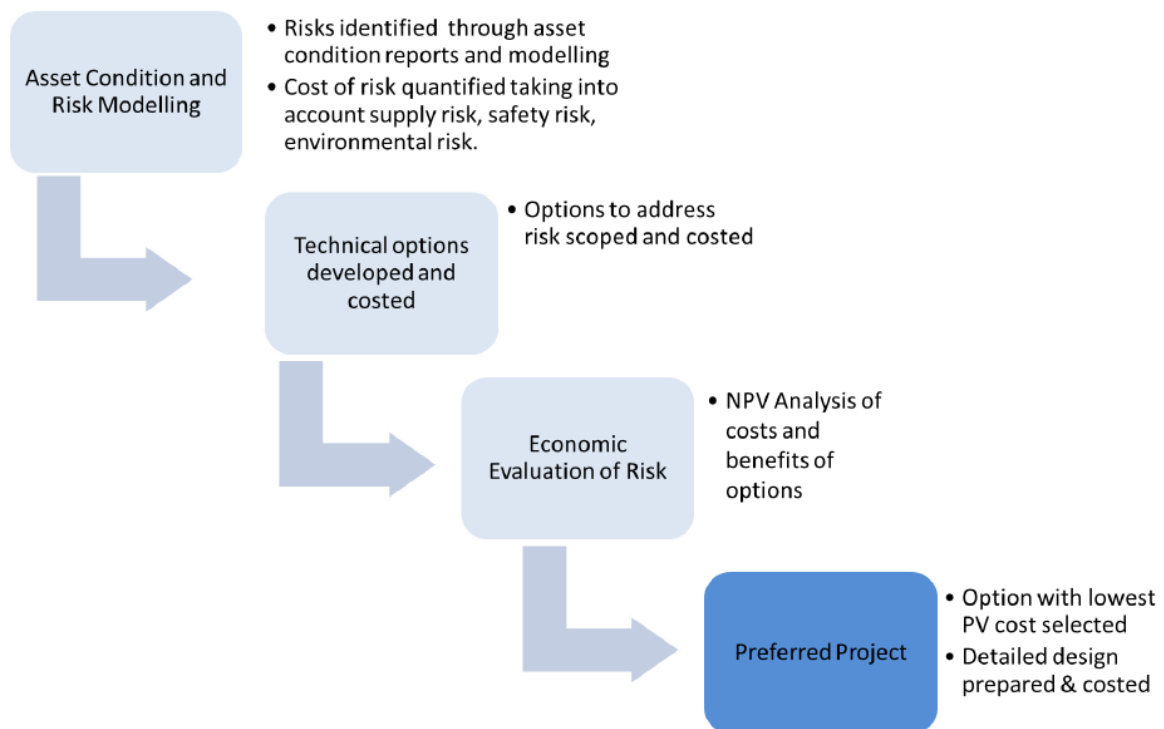 Asset Condition and
Risk Modelling
• Risks identified through asset
condition reports and modelling
• Cost of risk quantified taking into
account supply risk, safety risk,
environmental risk.
Technical options
developed and
costed
• Options to address
risk scoped and costed
Economic
Evaluation of Risk
• NPV Analysis of
costs and
benefits of
options
Preferred Project
• Option with lowest
PV cost selected
• Detailed design
prepared & costed